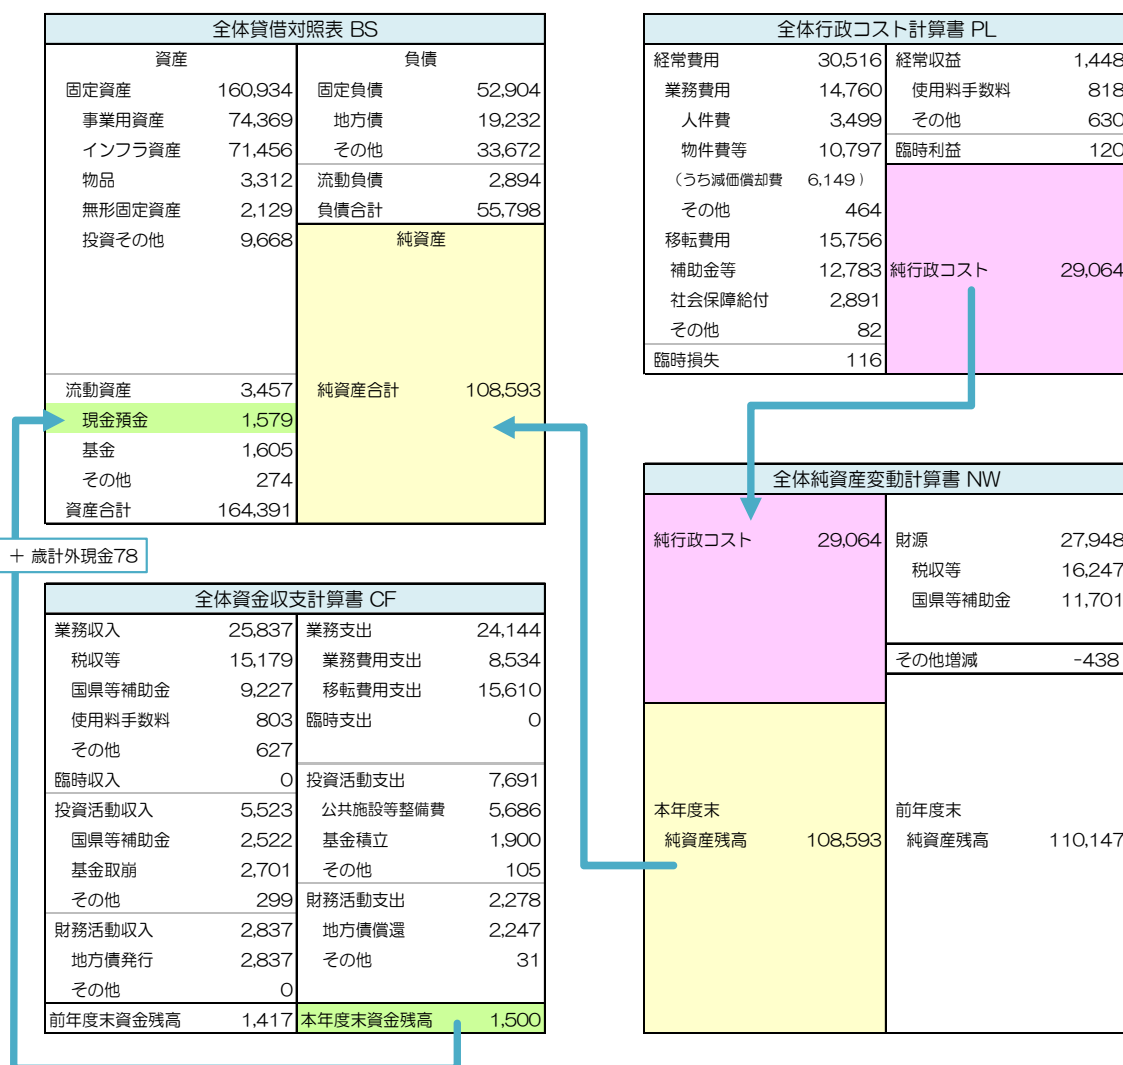 全体貸借対照表 BS
資産 負債
固定資産 160,934 固定負債 52,904
事業用資産 74,369 地方債 19,232
インフラ資産 71,456 その他 33,672
物品 3,312 流動負債 2,894
無形固定資産 2,129 負債合計 55,798
投資その他 9,668 純資産
流動資産 3,457 純資産合計 108,593
現金預金 1,579
基金 1,605
その他 274
資産合計 164,391
＋ 歳計外現金78
全体資金収支計算書 CF
業務収入 25,837 業務支出 24,144
税収等 15,179 業務費用支出 8,534
国県等補助金 9,227 移転費用支出 15,610
使用料手数料 803 臨時支出 0
その他 627
臨時収入 0 投資活動支出 7,691
投資活動収入 5,523 公共施設等整備費 5,686
国県等補助金 2,522 基金積立 1,900
基金取崩 2,701 その他 105
その他 299 財務活動支出 2,278
財務活動収入 2,837 地方債償還 2,247
地方債発行 2,837 その他 31
その他 0
前年度末資金残高 1,417 本年度末資金残高 1,500
全体行政コスト計算書 PL
経常費用 30,516 経常収益 1,448
業務費用 14,760 使用料手数料 818
人件費 3,499 その他 630
物件費等 10,797 臨時利益 120
（うち減価償却費 6,149）
その他 464
移転費用 15,756
補助金等 12,783 純行政コスト 29,064
社会保障給付 2,891
その他 82
臨時損失 116
全体純資産変動計算書 NW
純行政コスト 29,064 財源 27,948
税収等 16,247
国県等補助金 11,701
その他増減 -438
本年度末 前年度末
純資産残高 108,593 純資産残高 110,147